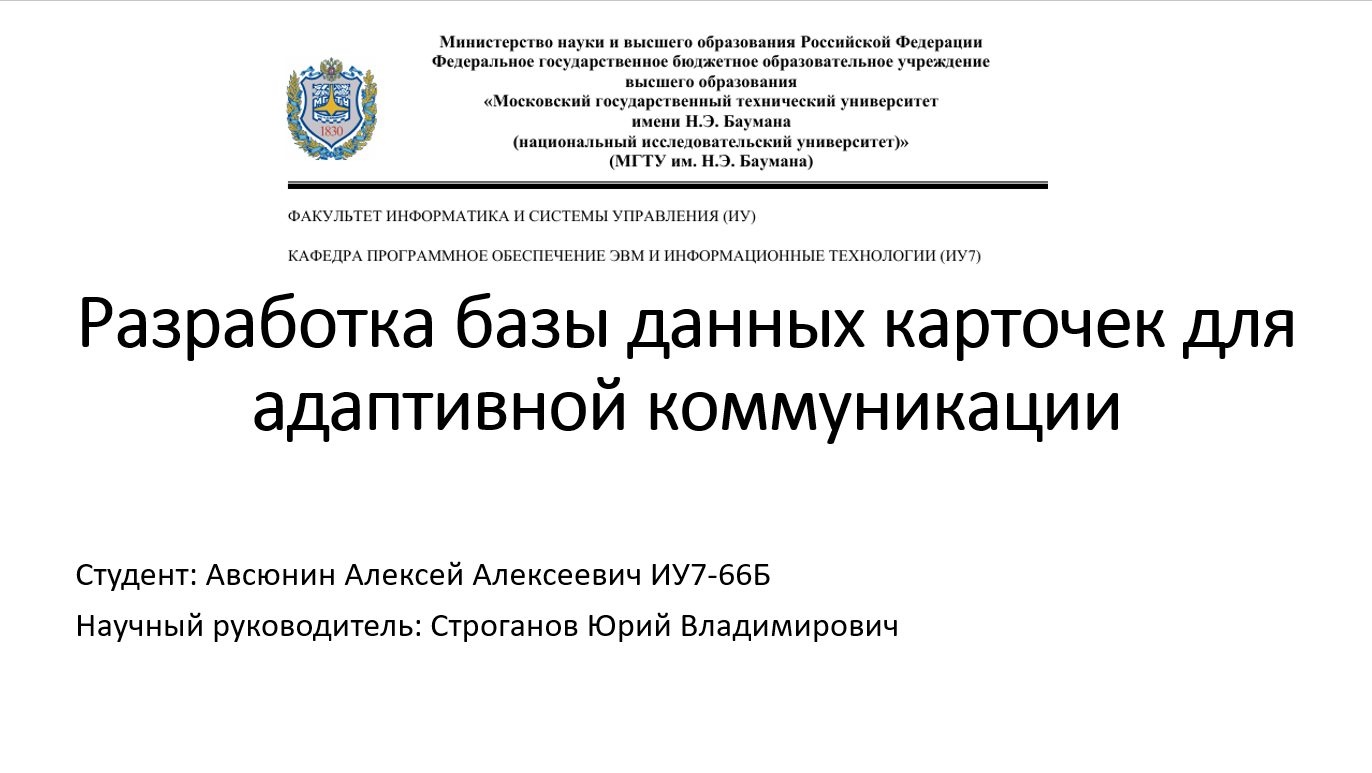 Министерство науки и высшего образования Российской Федерации
Федеральное государственное бюджетное образовательное учреждение
высшего образования
«Московский государственный технический университет
имени Н.Э. Баумана
(национальный исследовательский университет)»
(МГТУ им. Н.Э. Баумана)
МГТУ
1830
ФАКУЛЬТЕТ ИНФОРМАТИКА И СИСТЕМЫ УПРАВЛЕНИЯ (ИУ)
КАФЕДРА ПРОГРАММНОЕ ОБЕСПЕЧЕНИЕ ЭВМ И ИНФОРМАЦИОННЫЕ ТЕХНОЛОГИИ (ИУ7)
Разработка базы данных карточек для
адаптивной коммуникации
Студент: Авсюнин Алексей Алексеевич ИУ7-66Б
Научный руководитель: Строганов Юрий Владимирович